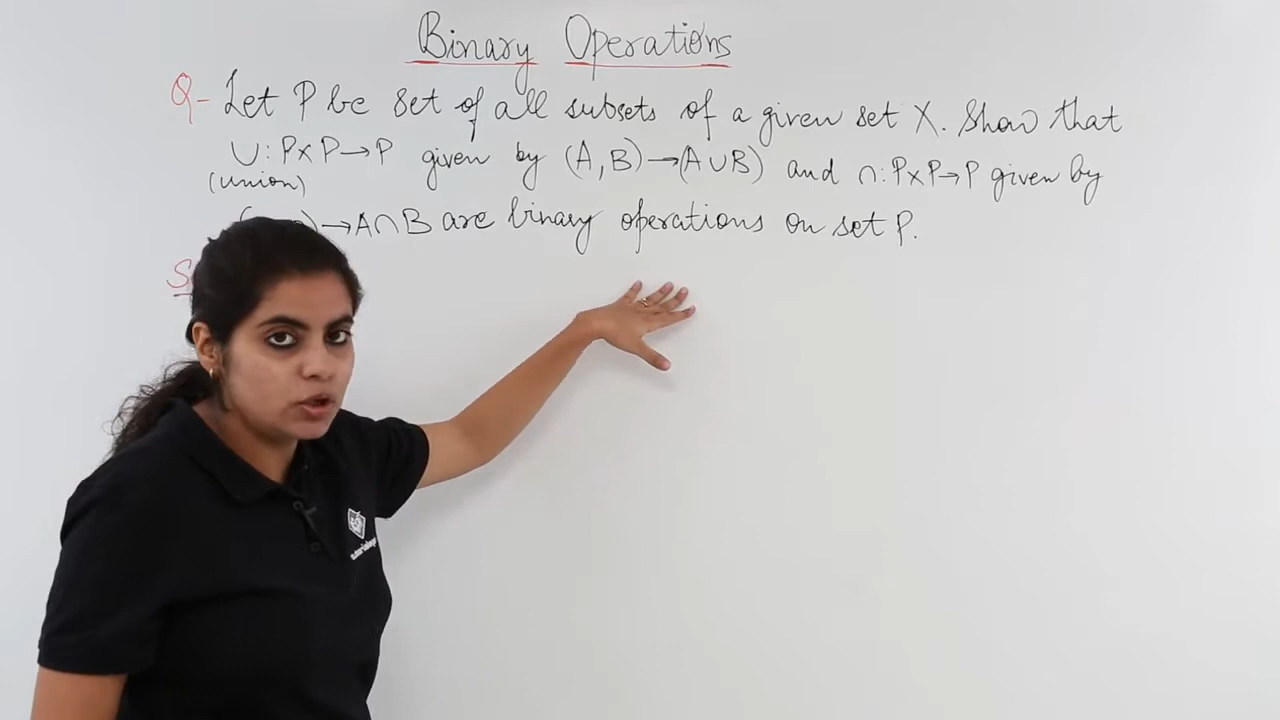 Binary Operations
Q- Let P be set of all subsets of a given set X. Show that
∪: P×P→P given by (A, B)→(A∪B) and ∩: P×P→P given by
(union)
)→A∩B are binary operations on set P.
S